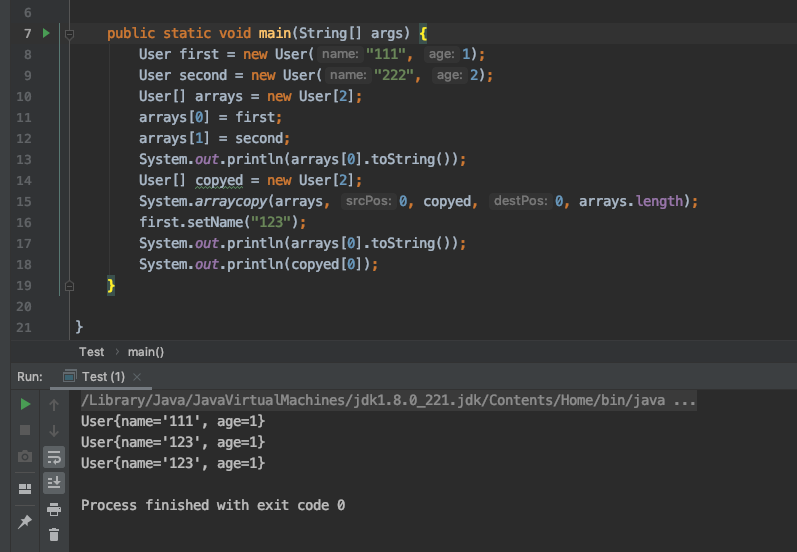 6
7 public static void main(String[] args) {
8 User first = new User( name: "111", age: 1);
9 User second = new User( name: "222", age: 2);
10 User[] arrays = new User[2];
11 arrays[0] = first;
12 arrays[1] = second;
13 System.out.println(arrays[0].toString());
14 User[] copyed = new User[2];
15 System.arraycopy(arrays, srcPos: 0, copyed, destPos: 0, arrays.length);
16 first.setName("123");
17 System.out.println(arrays[0].toString());
18 System.out.println(copyed[0]);
19 }
20
21 }
Test › main()
Run: Test (1) ×
/Library/Java/JavaVirtualMachines/jdk1.8.0_221.jdk/Contents/Home/bin/java ...
User{name='111', age=1}
User{name='123', age=1}
User{name='123', age=1}
Process finished with exit code 0